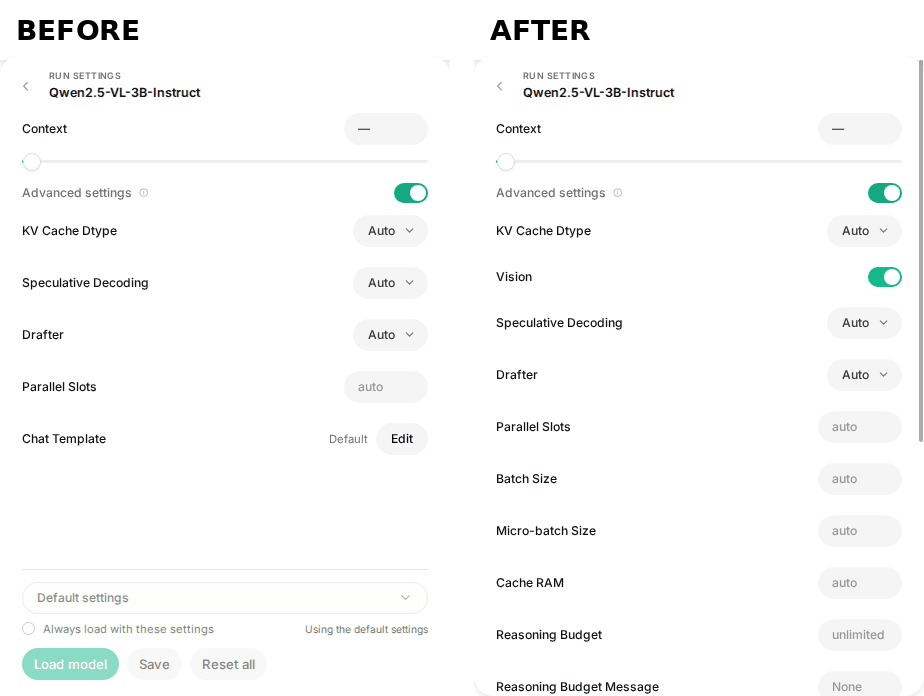 BEFORE
RUN SETTINGS
Qwen2.5-VL-3B-Instruct
Context —
Advanced settings
KV Cache Dtype Auto
Speculative Decoding Auto
Drafter Auto
Parallel Slots auto
Chat Template Default Edit
Default settings
Always load with these settings Using the default settings
Load model Save Reset all
AFTER
RUN SETTINGS
Qwen2.5-VL-3B-Instruct
Context —
Advanced settings
KV Cache Dtype Auto
Vision
Speculative Decoding Auto
Drafter Auto
Parallel Slots auto
Batch Size auto
Micro-batch Size auto
Cache RAM auto
Reasoning Budget unlimited
Reasoning Budget Message None